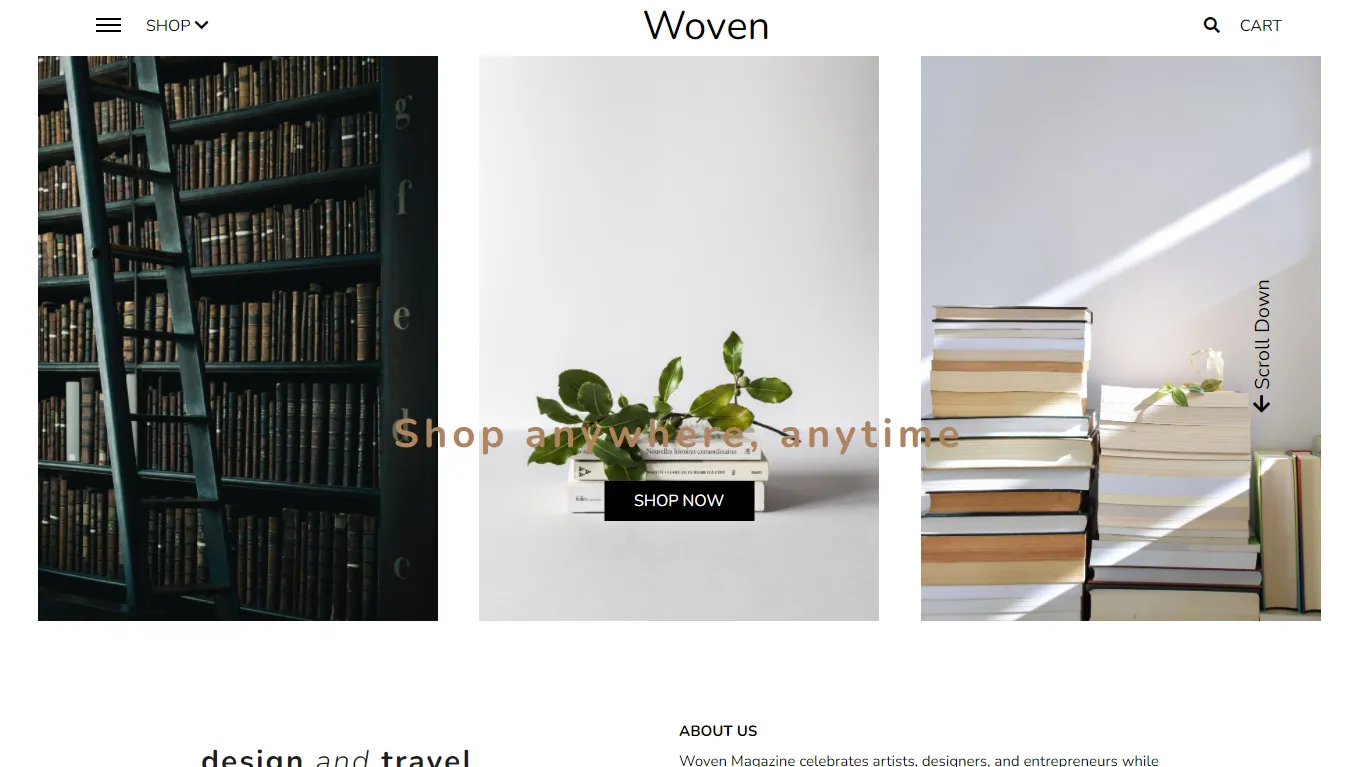 SHOP
Woven
CART
g
f
e
c
Scroll Down
Shop anywhere, anytime
SHOP NOW
ABOUT US
design and travel
Woven Magazine celebrates artists, designers, and entrepreneurs while